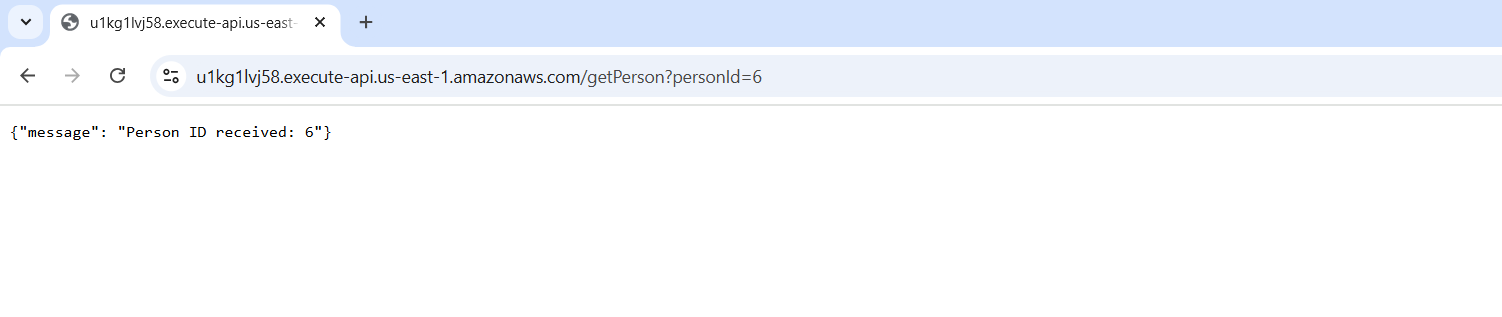 u1kg1lvj58.execute-api.us-east-
u1kg1lvj58.execute-api.us-east-1.amazonaws.com/getPerson?personId=6
{"message": "Person ID received: 6"}